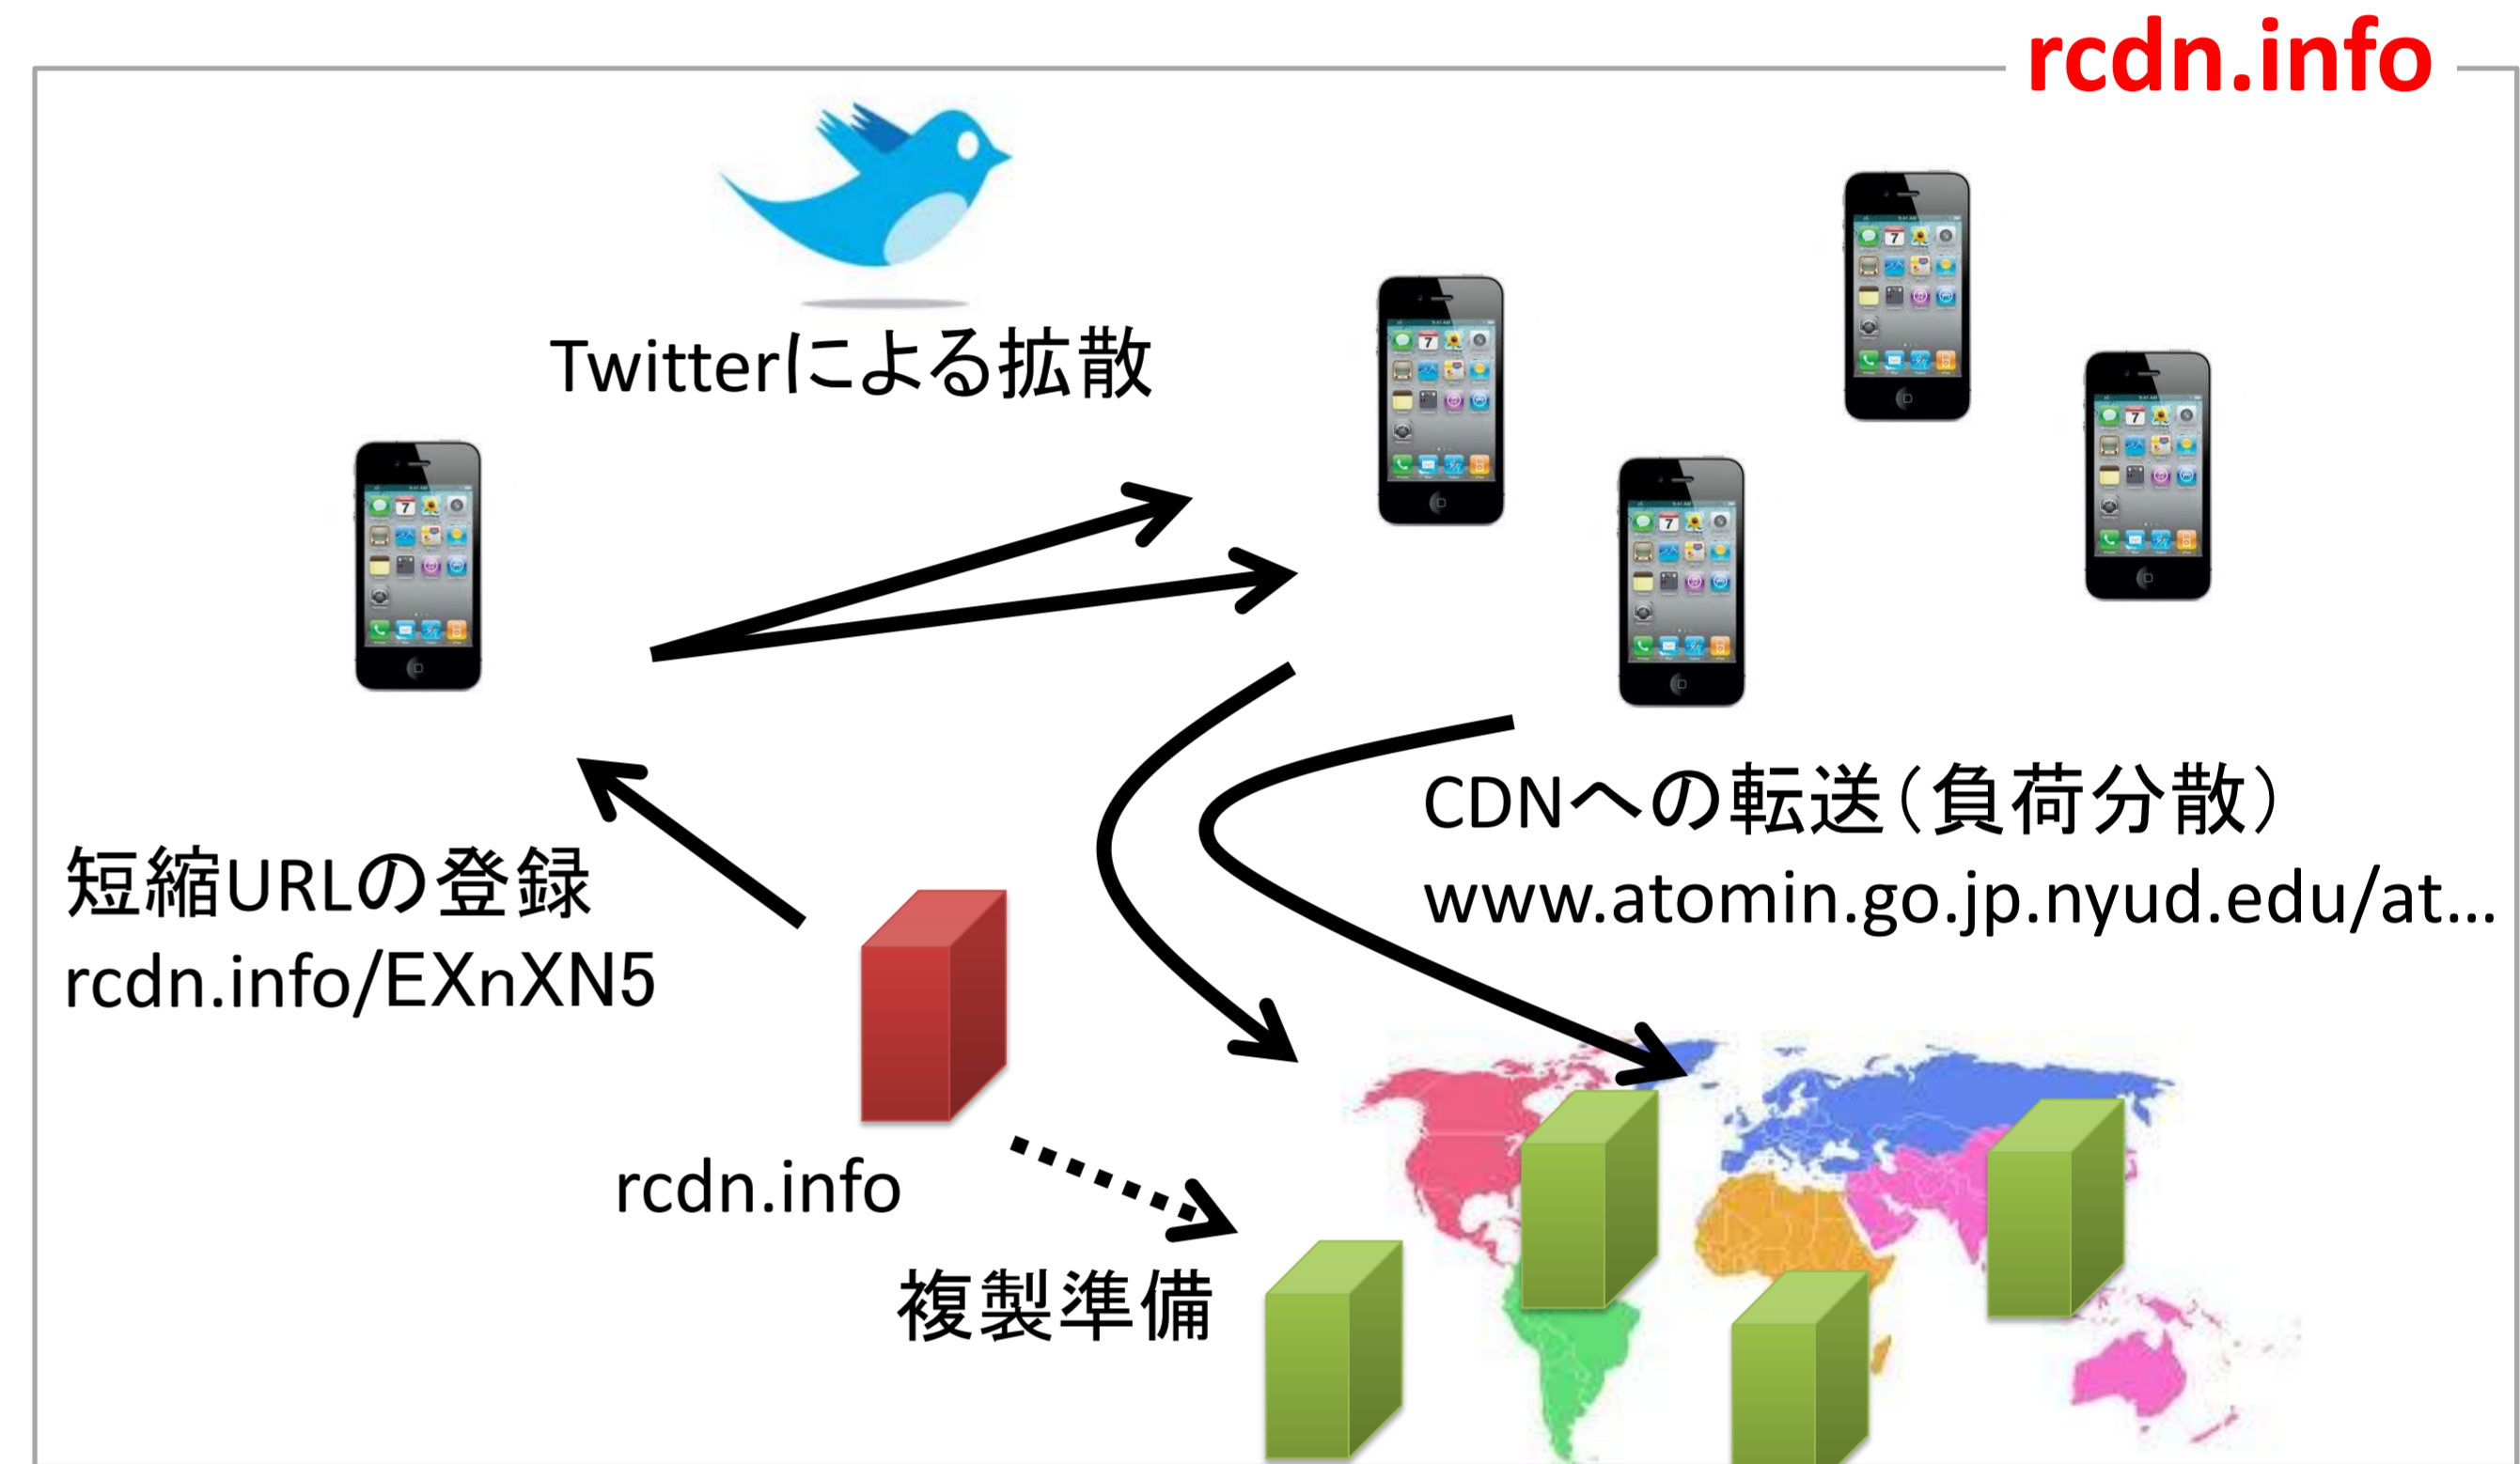 rcdn.info
Twitterによる拡散
CDNへの転送（負荷分散）
www.atomin.go.jp.nyud.edu/at...
短縮URLの登録
rcdn.info/EXnXN5
rcdn.info
複製準備